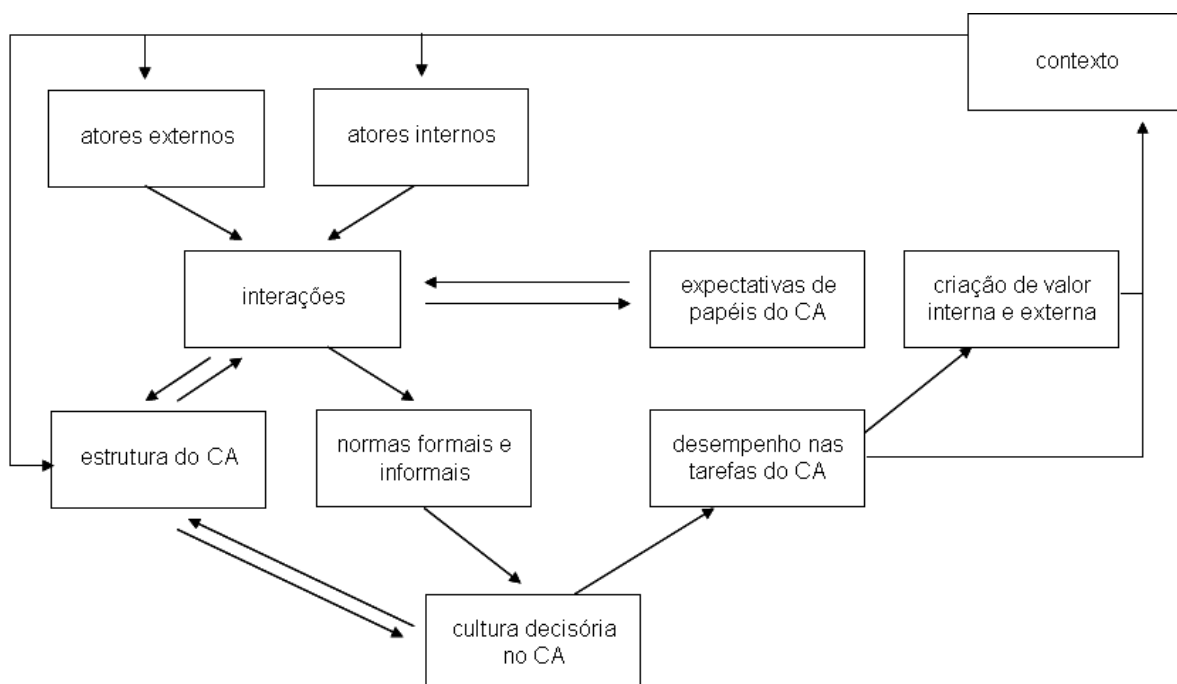 contexto
atores externos
atores internos
interações
expectativas de
papéis do CA
criação de valor
interna e externa
estrutura do CA
normas formais e
informais
desempenho nas
tarefas do CA
cultura decisória
no CA